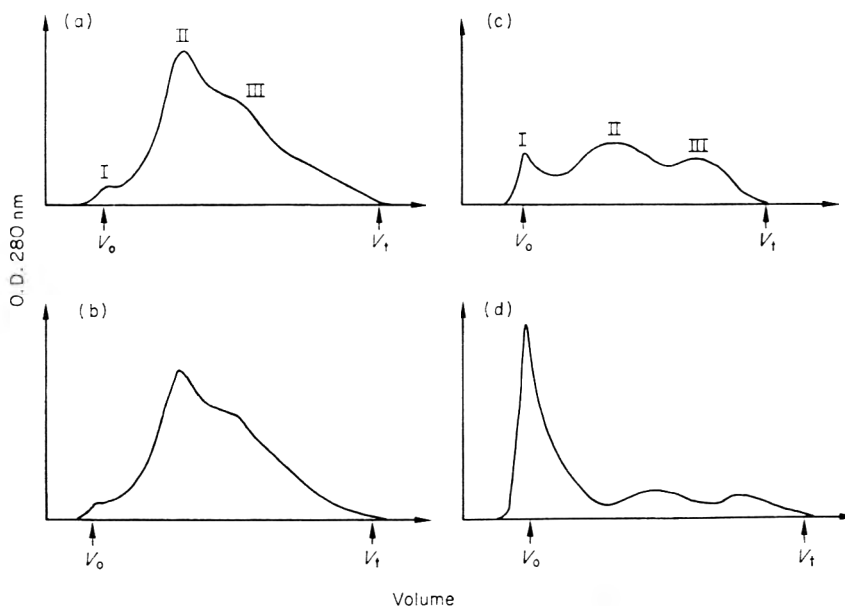 (a)
I
II
III
V₀
Vₜ
(c)
I
II
III
V₀
Vₜ
O.D. 280 nm
(b)
V₀
Vₜ
(d)
V₀
Vₜ
Volume